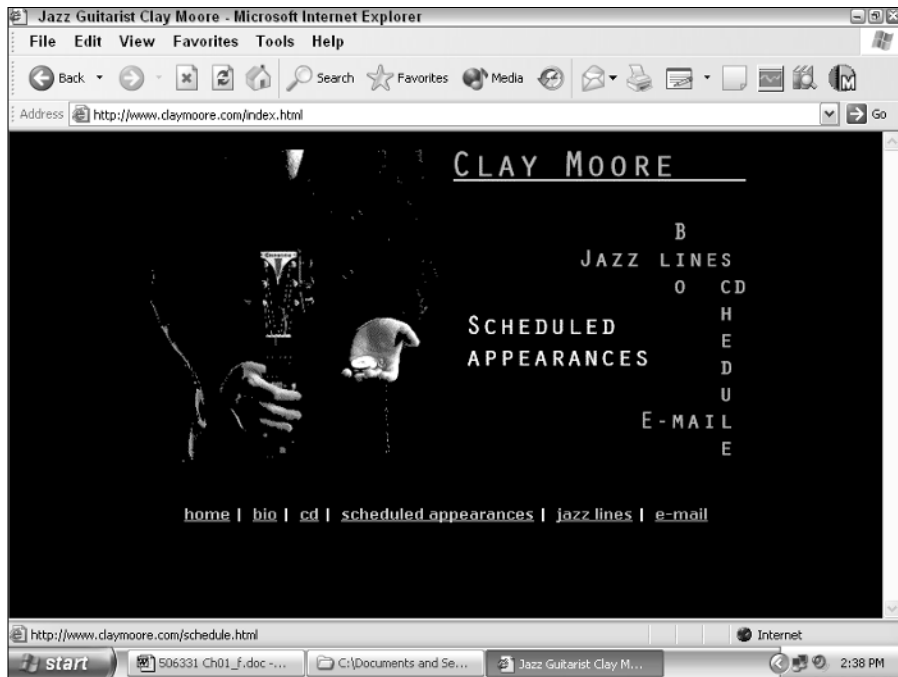 Jazz Guitarist Clay Moore - Microsoft Internet Explorer
File Edit View Favorites Tools Help
Back Search Favorites Media
Address http://www.claymoore.com/index.html Go
CLAY MOORE
B
JAZZ LINES
O CD
H
SCHEDULED
E
APPEARANCES
D
U
E-MAIL
E
home | bio | cd | scheduled appearances | jazz lines | e-mail
http://www.claymoore.com/schedule.html Internet
start 506331 Ch01_f.doc -... C:\Documents and Se... Jazz Guitarist Clay M... 2:38 PM